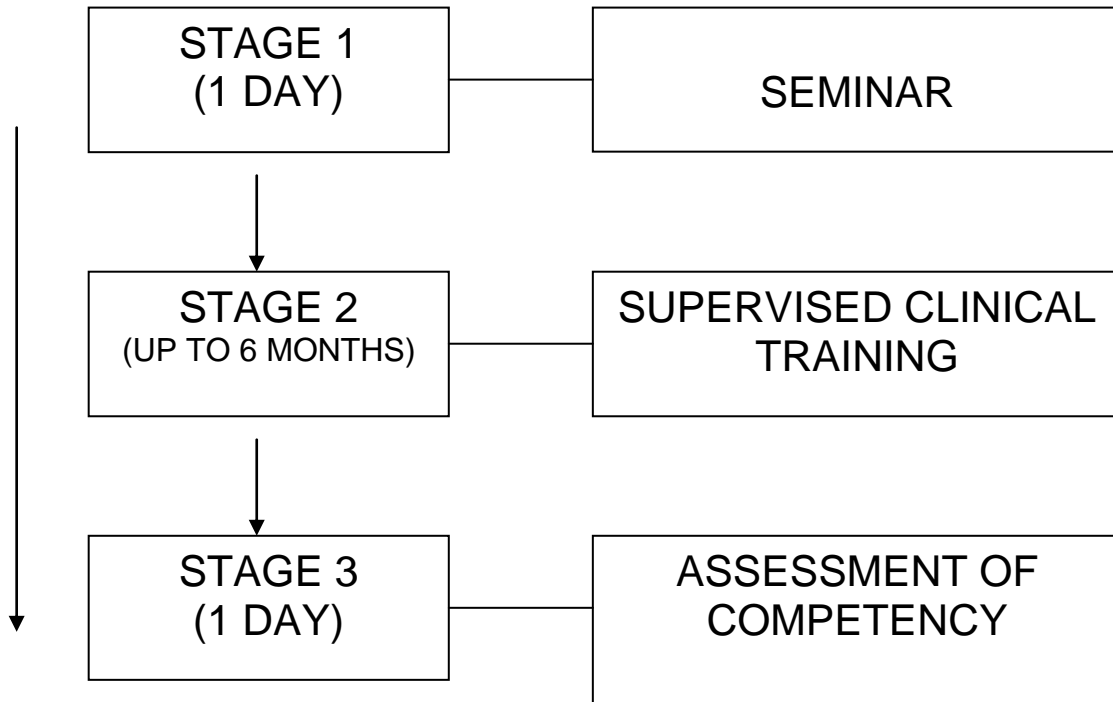 STAGE 1
(1 DAY)
SEMINAR
STAGE 2
(UP TO 6 MONTHS)
SUPERVISED CLINICAL
TRAINING
STAGE 3
(1 DAY)
ASSESSMENT OF
COMPETENCY